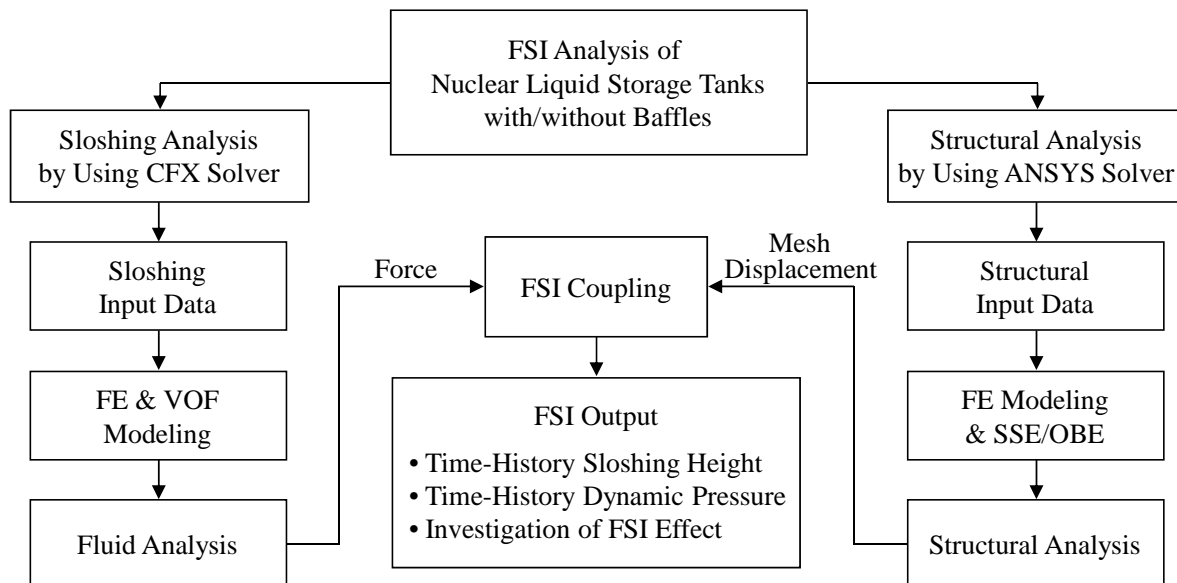 FSI Analysis of
Nuclear Liquid Storage Tanks
with/without Baffles
Sloshing Analysis
by Using CFX Solver
Structural Analysis
by Using ANSYS Solver
Sloshing
Input Data
Force
FSI Coupling
Mesh
Displacement
Structural
Input Data
FE & VOF
Modeling
FSI Output
• Time-History Sloshing Height
• Time-History Dynamic Pressure
• Investigation of FSI Effect
FE Modeling
& SSE/OBE
Fluid Analysis
Structural Analysis